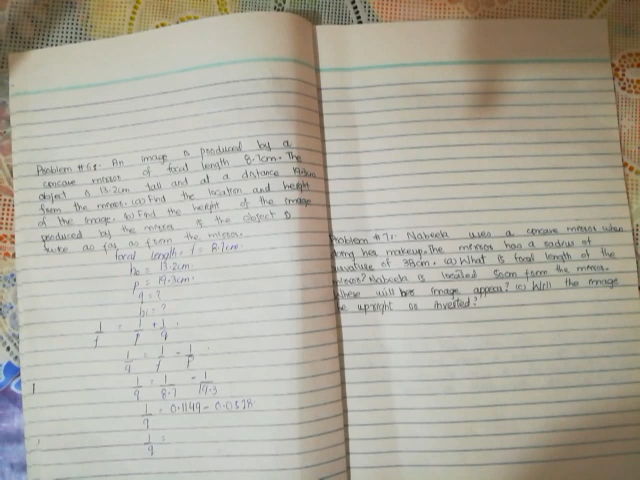 Problem #6:- An image is produced by a
concave mirror of focal length 8.7cm. The
object is 13.2cm tall and at a distance 19.3cm
from the mirror. (a) Find the location and height
of the image. (b) Find the height of the image
produced by the mirror if the object is
twice as far as from the mirror.
focal length = f = 8.7cm
ho = 13.2cm.
p = 19.3cm.
q = ?
hi = ?
1/f = 1/p + 1/q
1/q = 1/f - 1/p
1/q = 1/8.7 - 1/19.3
1/q = 0.1149 - 0.0518
1/q =
Problem #7:- Nabeela uses a concave mirror when
doing her makeup. The mirror has a radius of
curvature of 38cm. (a) What is focal length of the
mirror? Nabeela is located 50cm from the mirror.
where will her image appear? (c) Will the image
be upright or inverted?